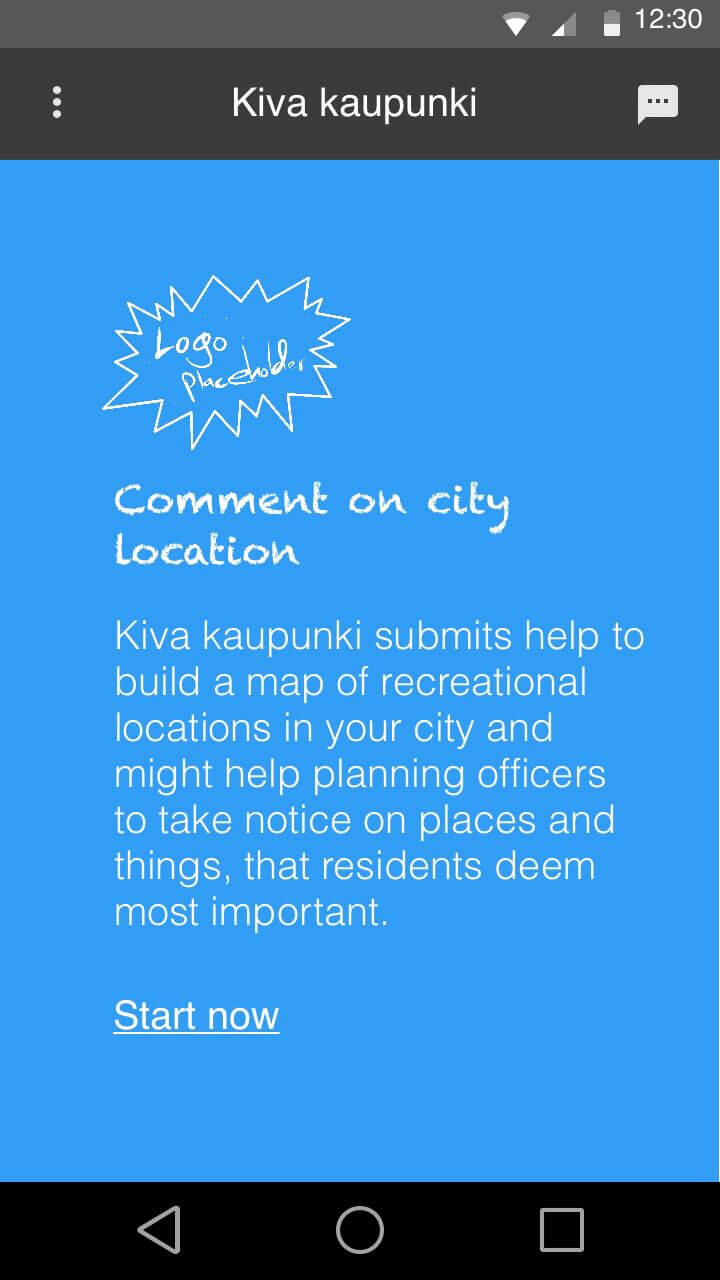 12:30
Kiva kaupunki
Logo
placeholder
Comment on city
location
Kiva kaupunki submits help to
build a map of recreational
locations in your city and
might help planning officers
to take notice on places and
things, that residents deem
most important.
Start now